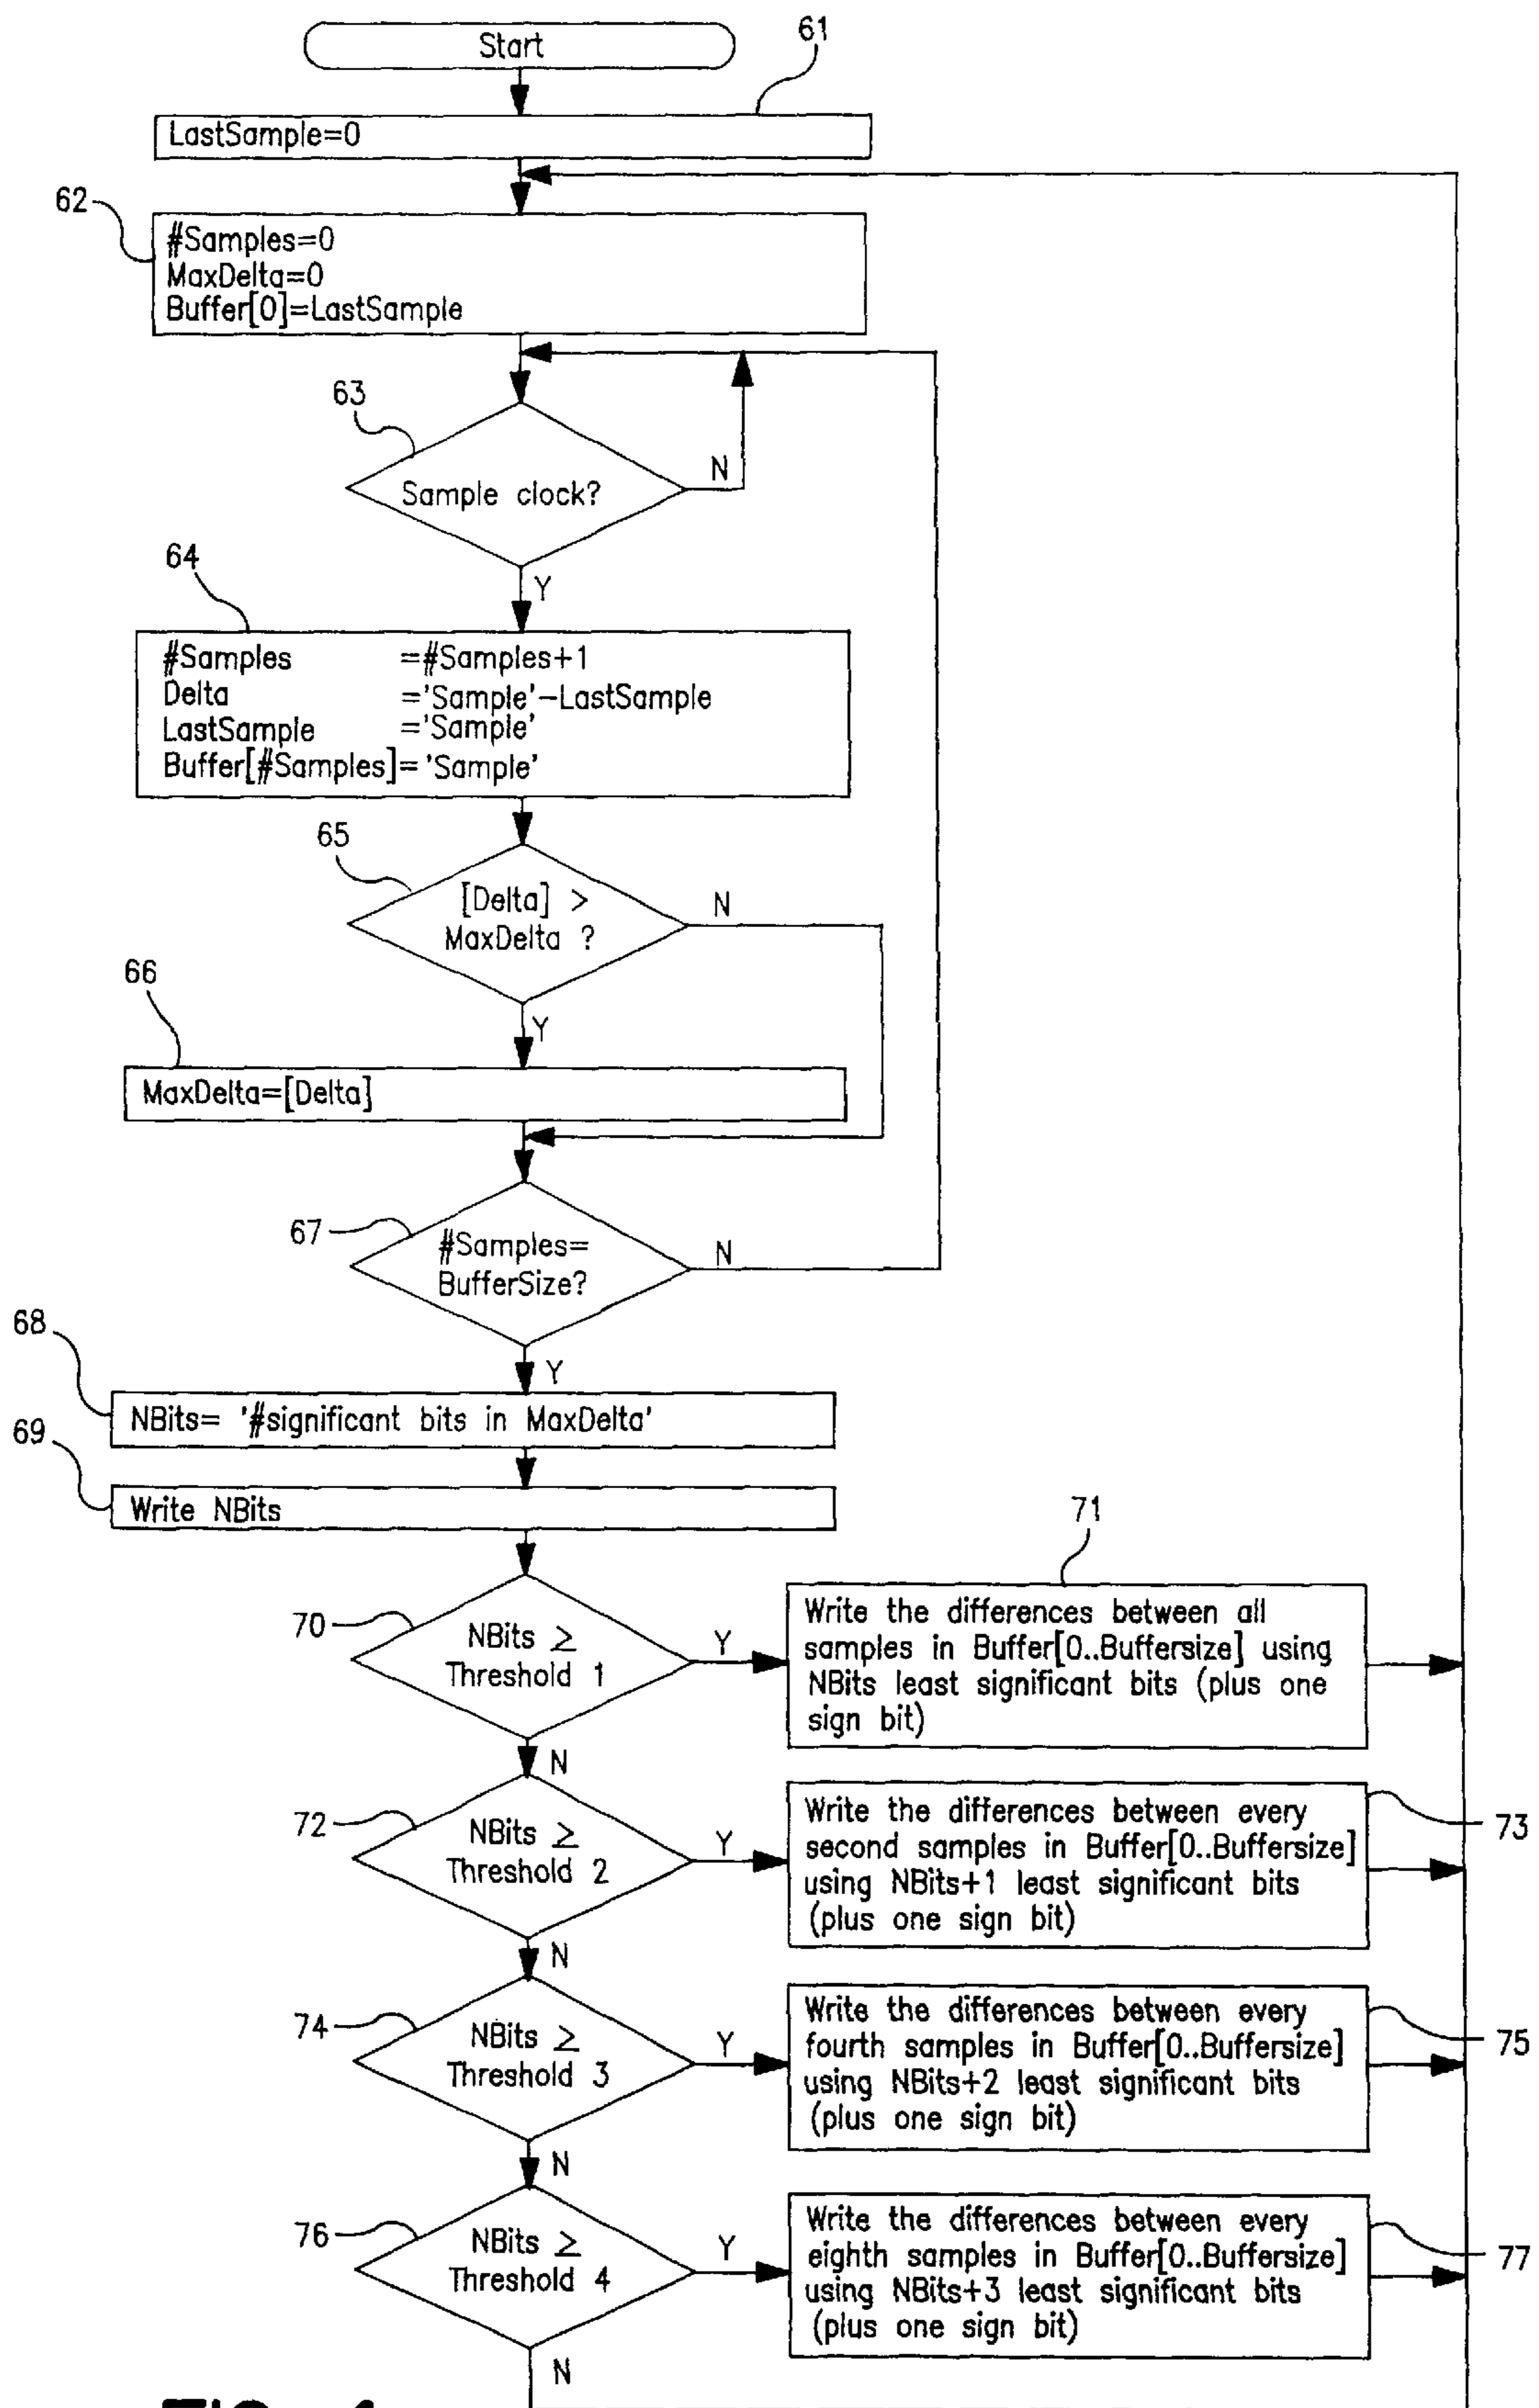 Start
61
LastSample=0
62
#Samples=0
MaxDelta=0
Buffer[0]=LastSample
63
Sample clock?
N
Y
64
#Samples =#Samples+1
Delta ='Sample'-LastSample
LastSample ='Sample'
Buffer[#Samples]='Sample'
65
[Delta] >
MaxDelta ?
N
Y
66
MaxDelta=[Delta]
67
#Samples=
BufferSize?
N
Y
68
NBits= '#significant bits in MaxDelta'
69
Write NBits
70
NBits ≥
Threshold 1
Y
N
71
Write the differences between all
samples in Buffer[0..Buffersize] using
NBits least significant bits (plus one
sign bit)
72
NBits ≥
Threshold 2
Y
N
73
Write the differences between every
second samples in Buffer[0..Buffersize]
using NBits+1 least significant bits
(plus one sign bit)
74
NBits ≥
Threshold 3
Y
N
75
Write the differences between every
fourth samples in Buffer[0..Buffersize]
using NBits+2 least significant bits
(plus one sign bit)
76
NBits ≥
Threshold 4
Y
N
77
Write the differences between every
eighth samples in Buffer[0..Buffersize]
using NBits+3 least significant bits
(plus one sign bit)